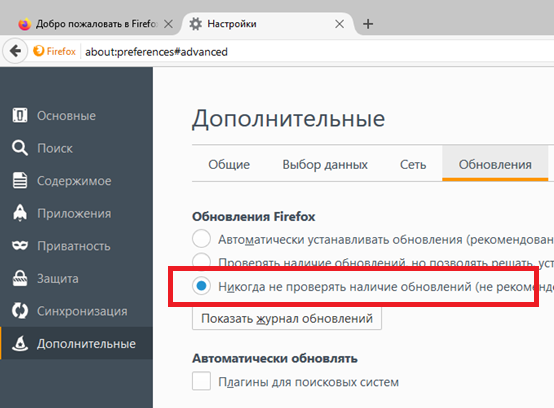 Добро пожаловать в Firefo
Настройки
Firefox
about:preferences#advanced
Основные
Поиск
Содержимое
Приложения
Приватность
Защита
Синхронизация
Дополнительные
Дополнительные
Общие
Выбор данных
Сеть
Обновления
Обновления Firefox
Автоматически устанавливать обновления (рекомендован
Проверять наличие обновлений, но позволять решать, уст
Никогда не проверять наличие обновлений (не рекоменд
Показать журнал обновлений
Автоматически обновлять
Плагины для поисковых систем